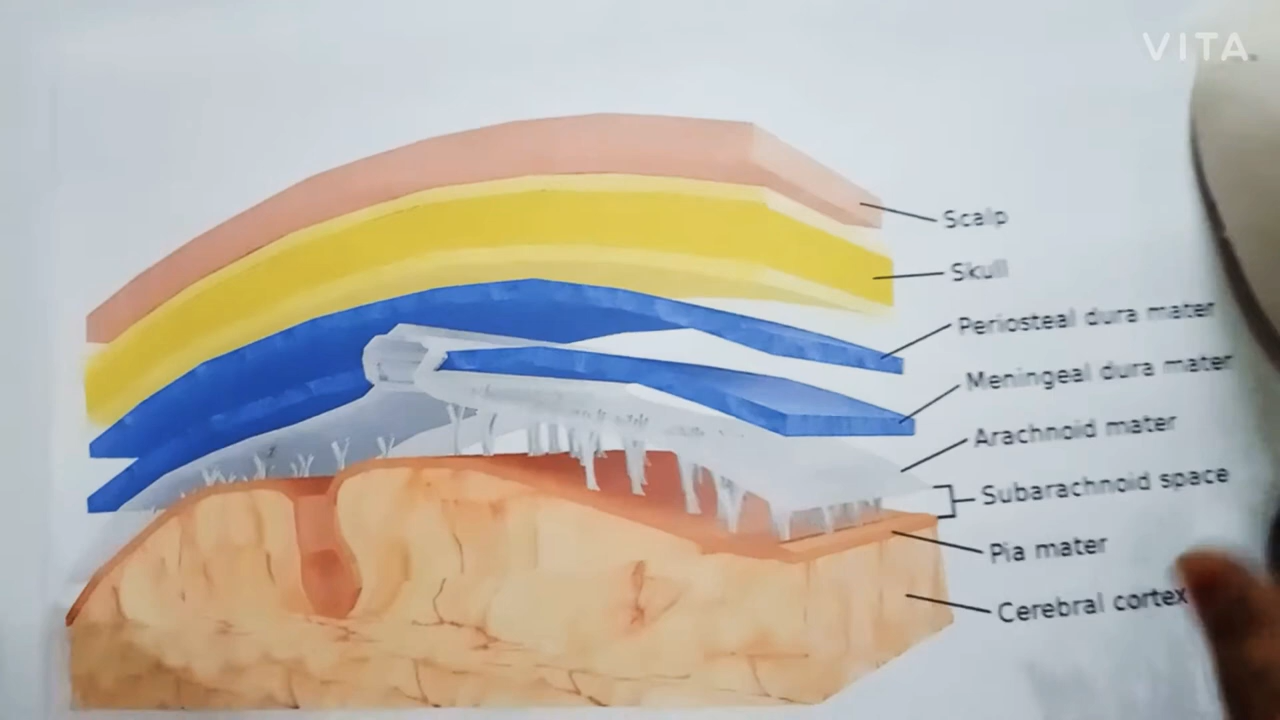 VITA
Scalp
Skull
Periosteal dura mater
Meningeal dura mater
Arachnoid mater
Subarachnoid space
Pia mater
Cerebral cortex